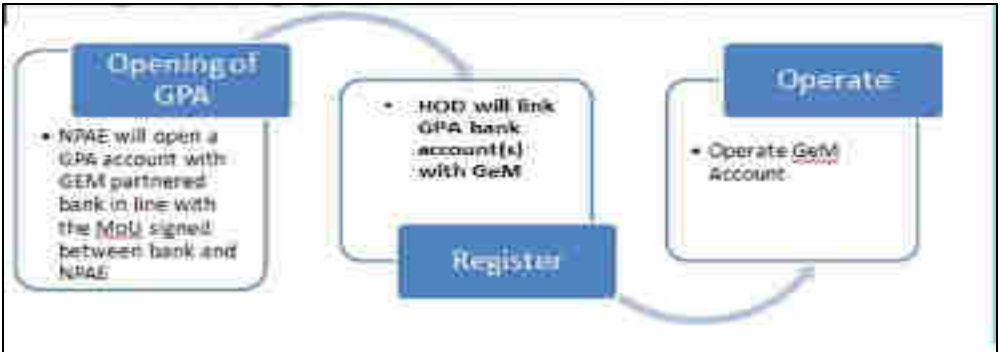 Opening of
GPA
• NPAE will open a
GPA account with
GEM partnered
bank in line with
the MoU signed
between bank and
NPAE
• HOD will link
GPA bank
account(s)
with GeM
Register
Operate
• Operate GeM
Account